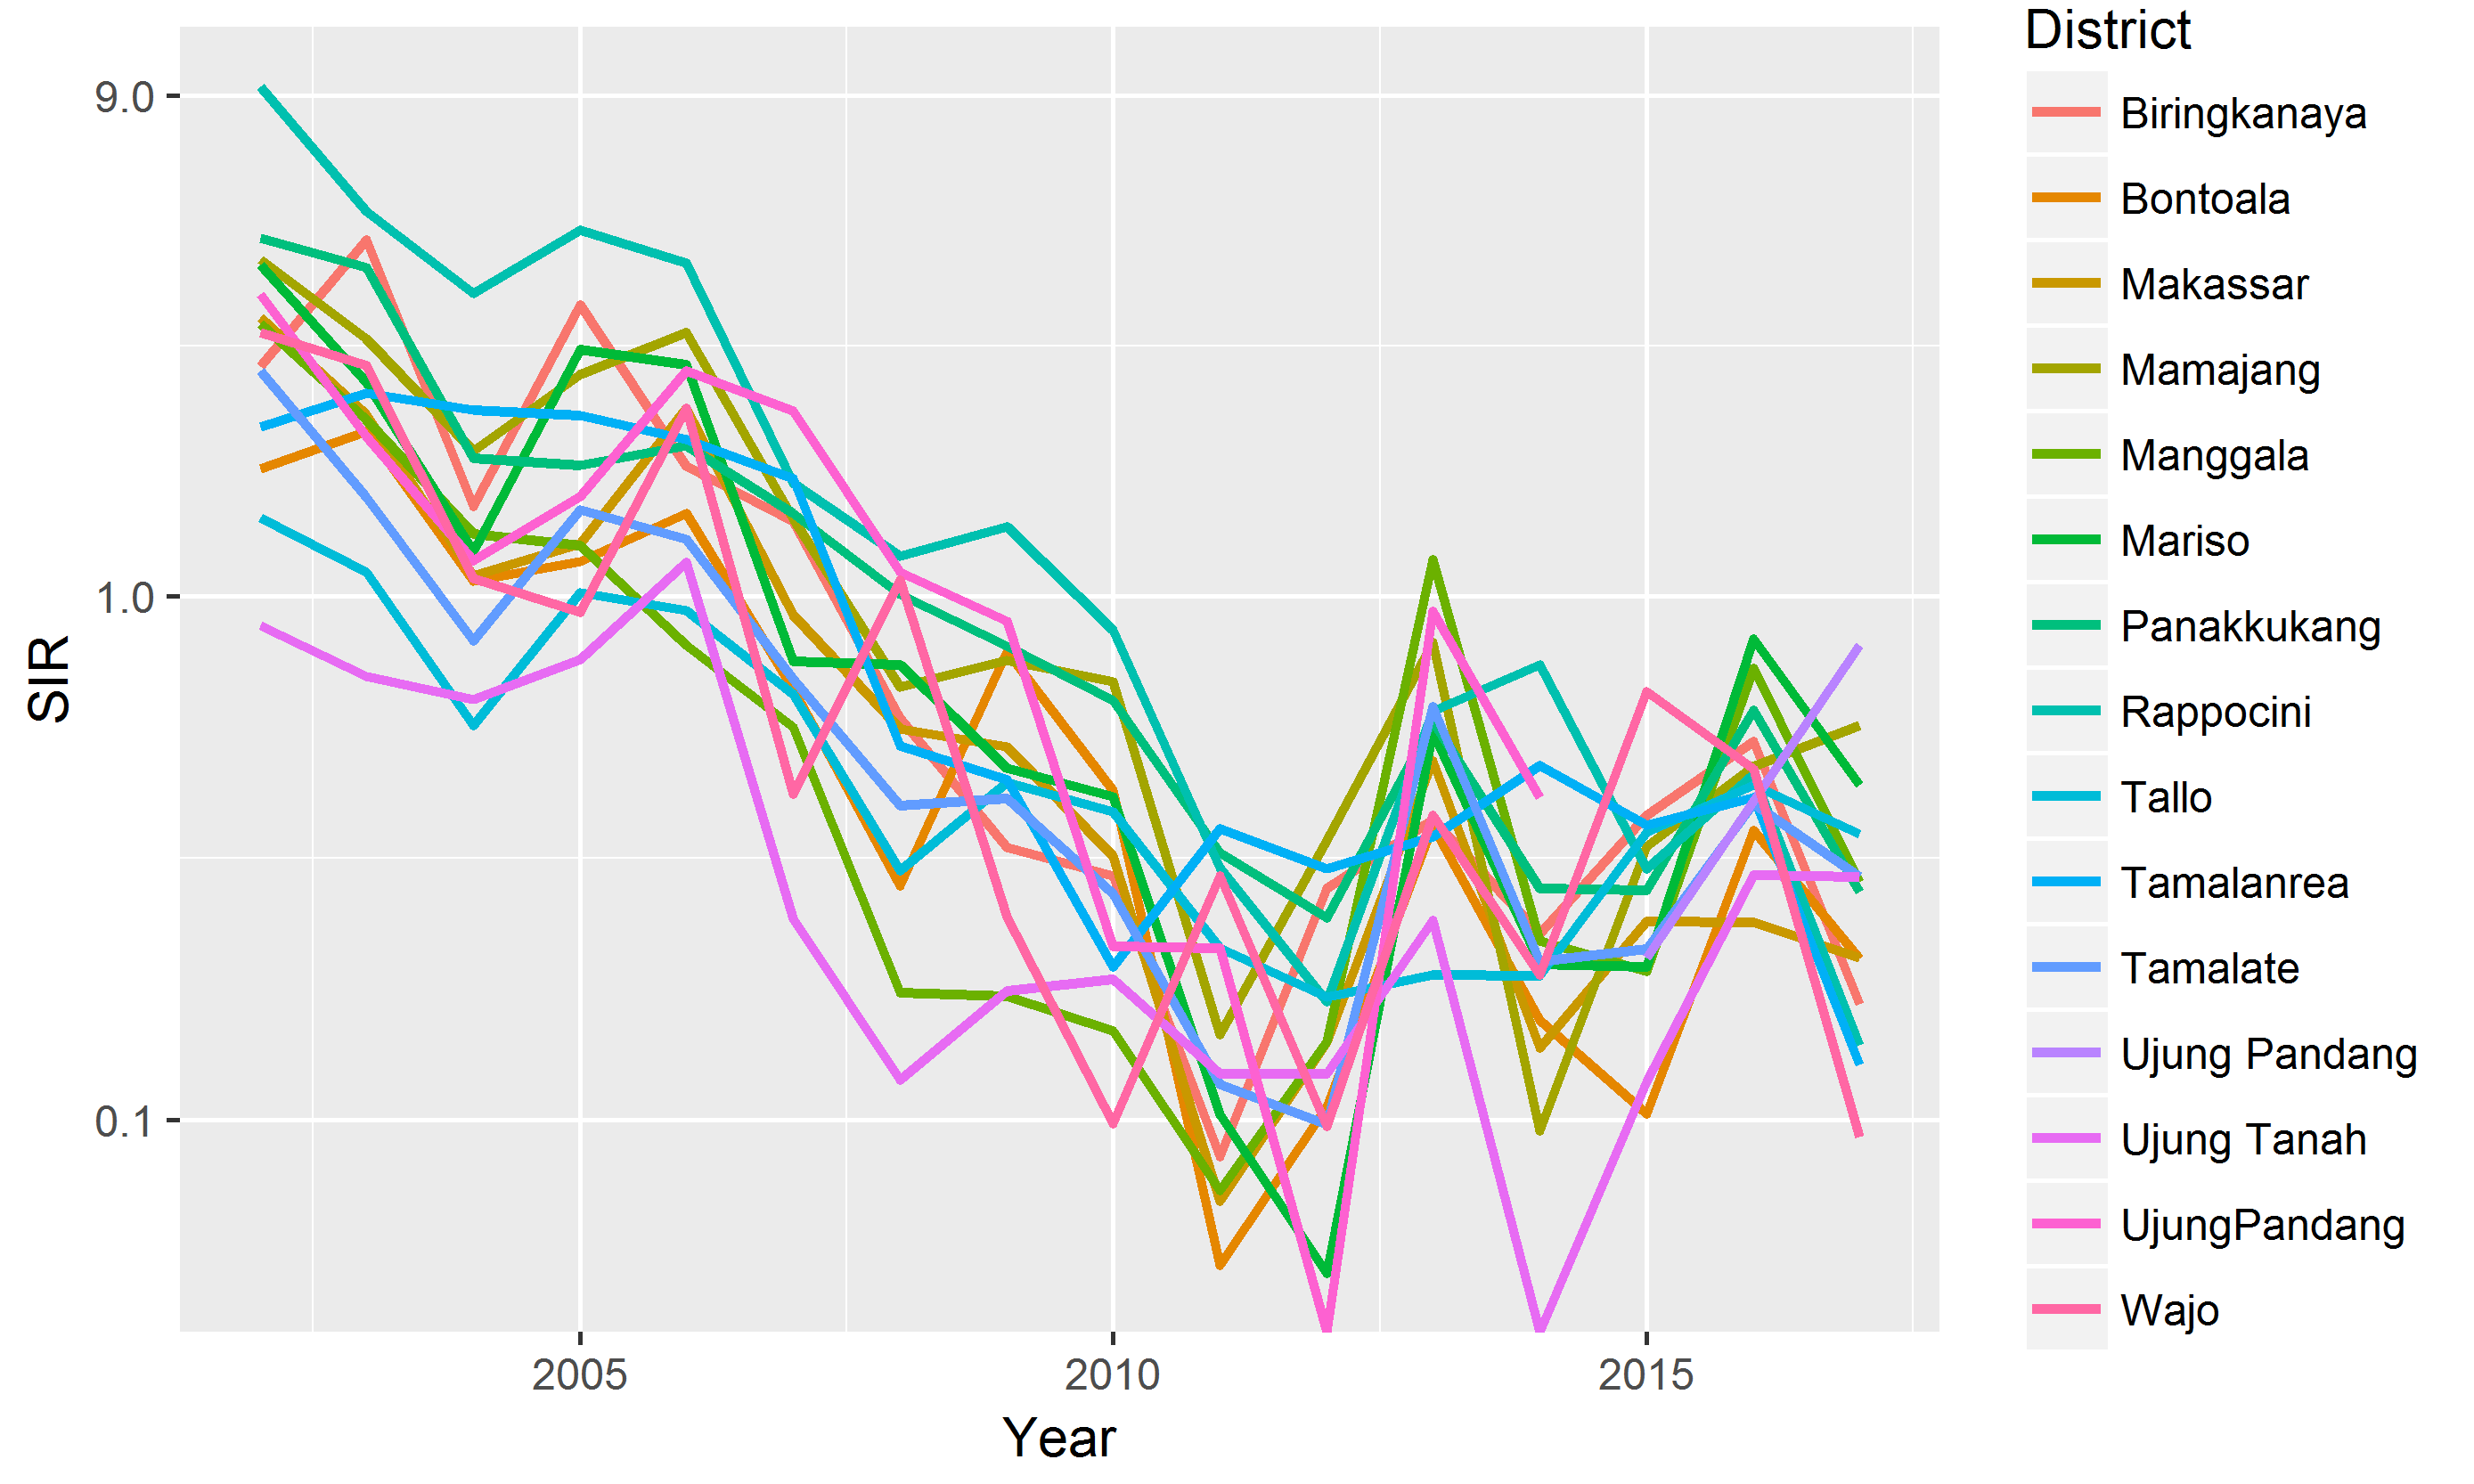 SIR
9.0
1.0
0.1
2005
2010
2015
Year
District
Biringkanaya
Bontoala
Makassar
Mamajang
Manggala
Mariso
Panakkukang
Rappocini
Tallo
Tamalanrea
Tamalate
Ujung Pandang
Ujung Tanah
UjungPandang
Wajo